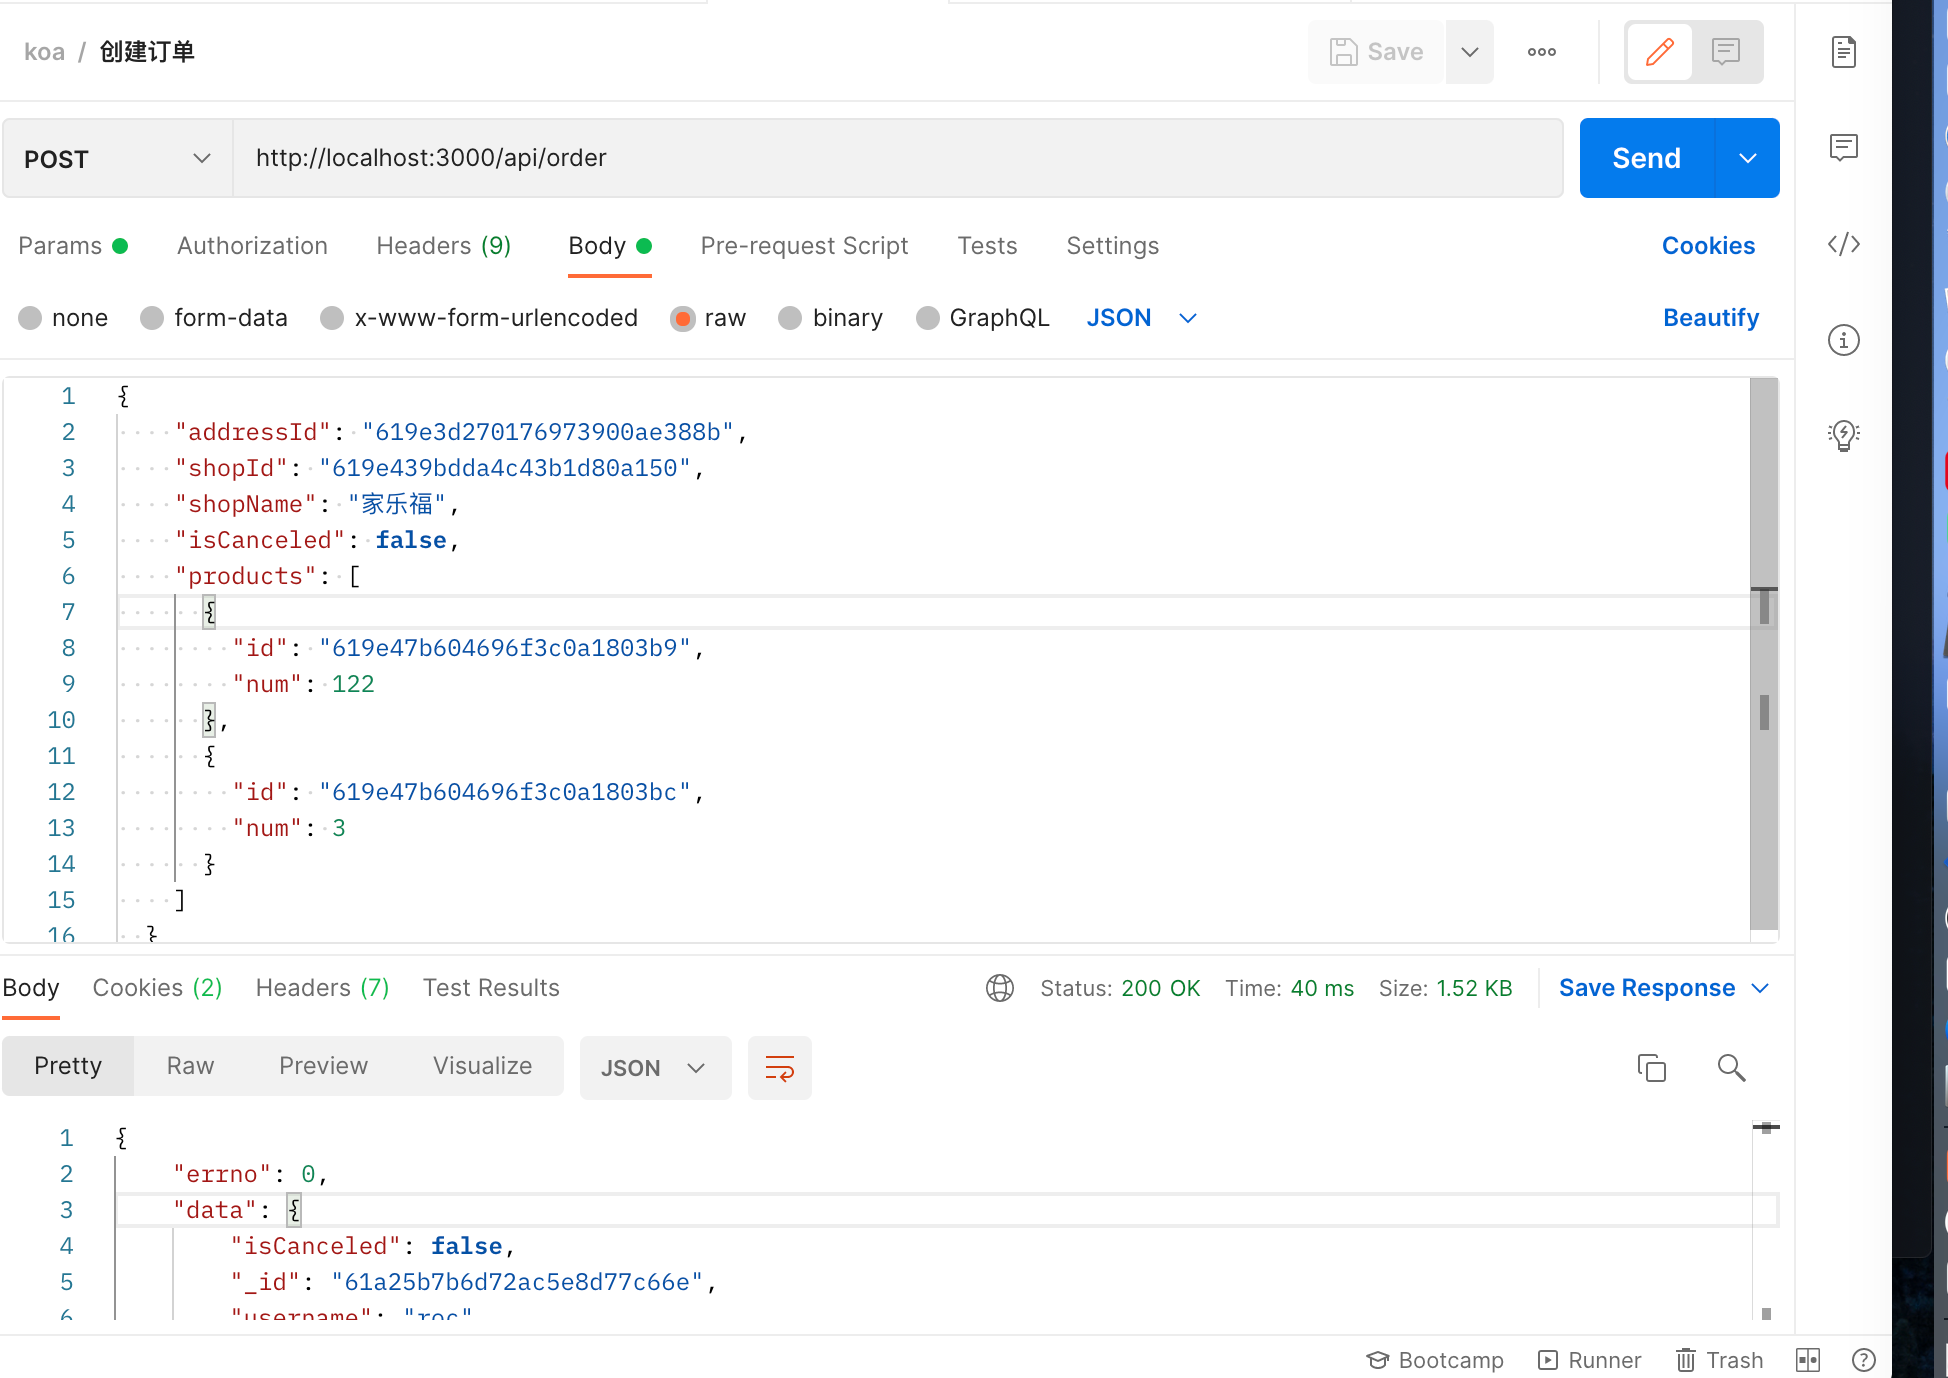 koa / 创建订单
Save
POST
http://localhost:3000/api/order
Send
Params Authorization Headers (9) Body Pre-request Script Tests Settings Cookies
none form-data x-www-form-urlencoded raw binary GraphQL JSON Beautify
1 {
2 "addressId": "619e3d270176973900ae388b",
3 "shopId": "619e439bdda4c43b1d80a150",
4 "shopName": "家乐福",
5 "isCanceled": false,
6 "products": [
7 {
8 "id": "619e47b604696f3c0a1803b9",
9 "num": 122
10 },
11 {
12 "id": "619e47b604696f3c0a1803bc",
13 "num": 3
14 }
15 ]
16 }
Body Cookies (2) Headers (7) Test Results Status: 200 OK Time: 40 ms Size: 1.52 KB Save Response
Pretty Raw Preview Visualize JSON
1 {
2 "errno": 0,
3 "data": {
4 "isCanceled": false,
5 "_id": "61a25b7b6d72ac5e8d77c66e",
6 "username": "roc"
Bootcamp Runner Trash